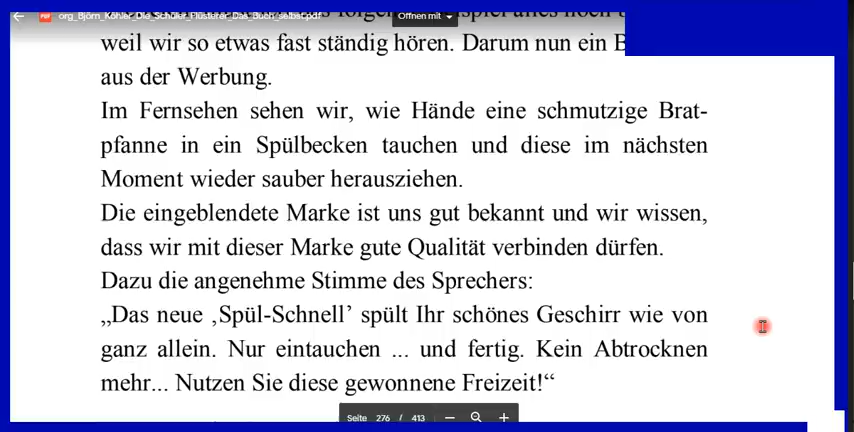 org_Björn_Köhler_Die_Schüler_Flüsterer_Das_Buch_selbst.pdf
Öffnen mit
weil wir so etwas fast ständig hören. Darum nun ein
aus der Werbung.
Im Fernsehen sehen wir, wie Hände eine schmutzige Brat-
pfanne in ein Spülbecken tauchen und diese im nächsten
Moment wieder sauber herausziehen.
Die eingeblendete Marke ist uns gut bekannt und wir wissen,
dass wir mit dieser Marke gute Qualität verbinden dürfen.
Dazu die angenehme Stimme des Sprechers:
„Das neue ‚Spül-Schnell’ spült Ihr schönes Geschirr wie von
ganz allein. Nur eintauchen ... und fertig. Kein Abtrocknen
mehr... Nutzen Sie diese gewonnene Freizeit!“
Seite 276 / 413